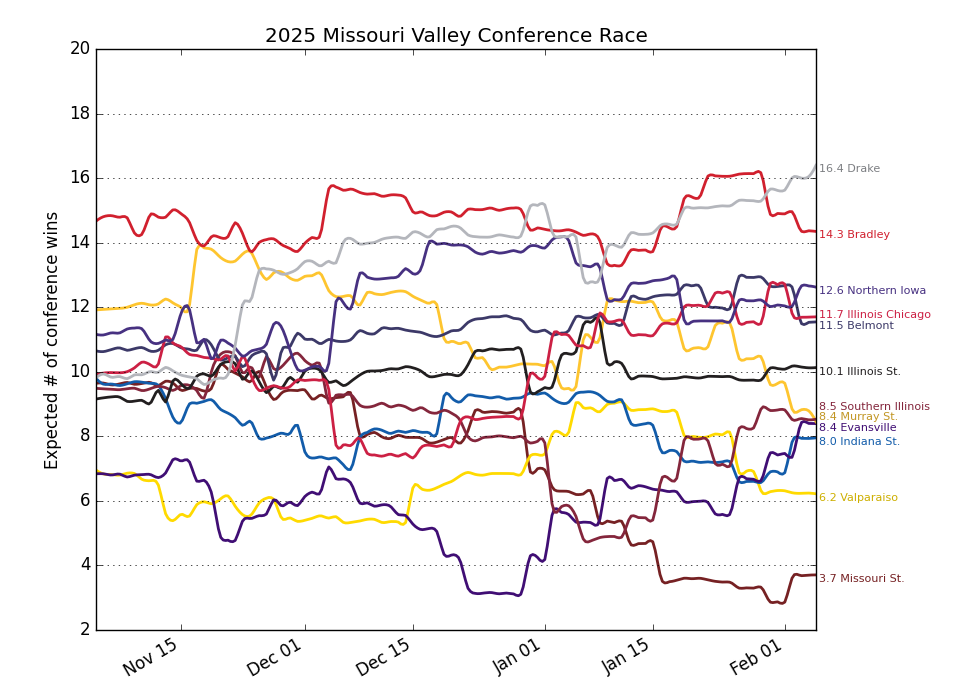 2025 Missouri Valley Conference Race
Expected # of conference wins
20
18
16
14
12
10
8
6
4
2
Nov 15
Dec 01
Dec 15
Jan 01
Jan 15
Feb 01
16.4 Drake
14.3 Bradley
12.6 Northern Iowa
11.7 Illinois Chicago
11.5 Belmont
10.1 Illinois St.
8.5 Southern Illinois
8.4 Murray St.
8.4 Evansville
8.0 Indiana St.
6.2 Valparaiso
3.7 Missouri St.